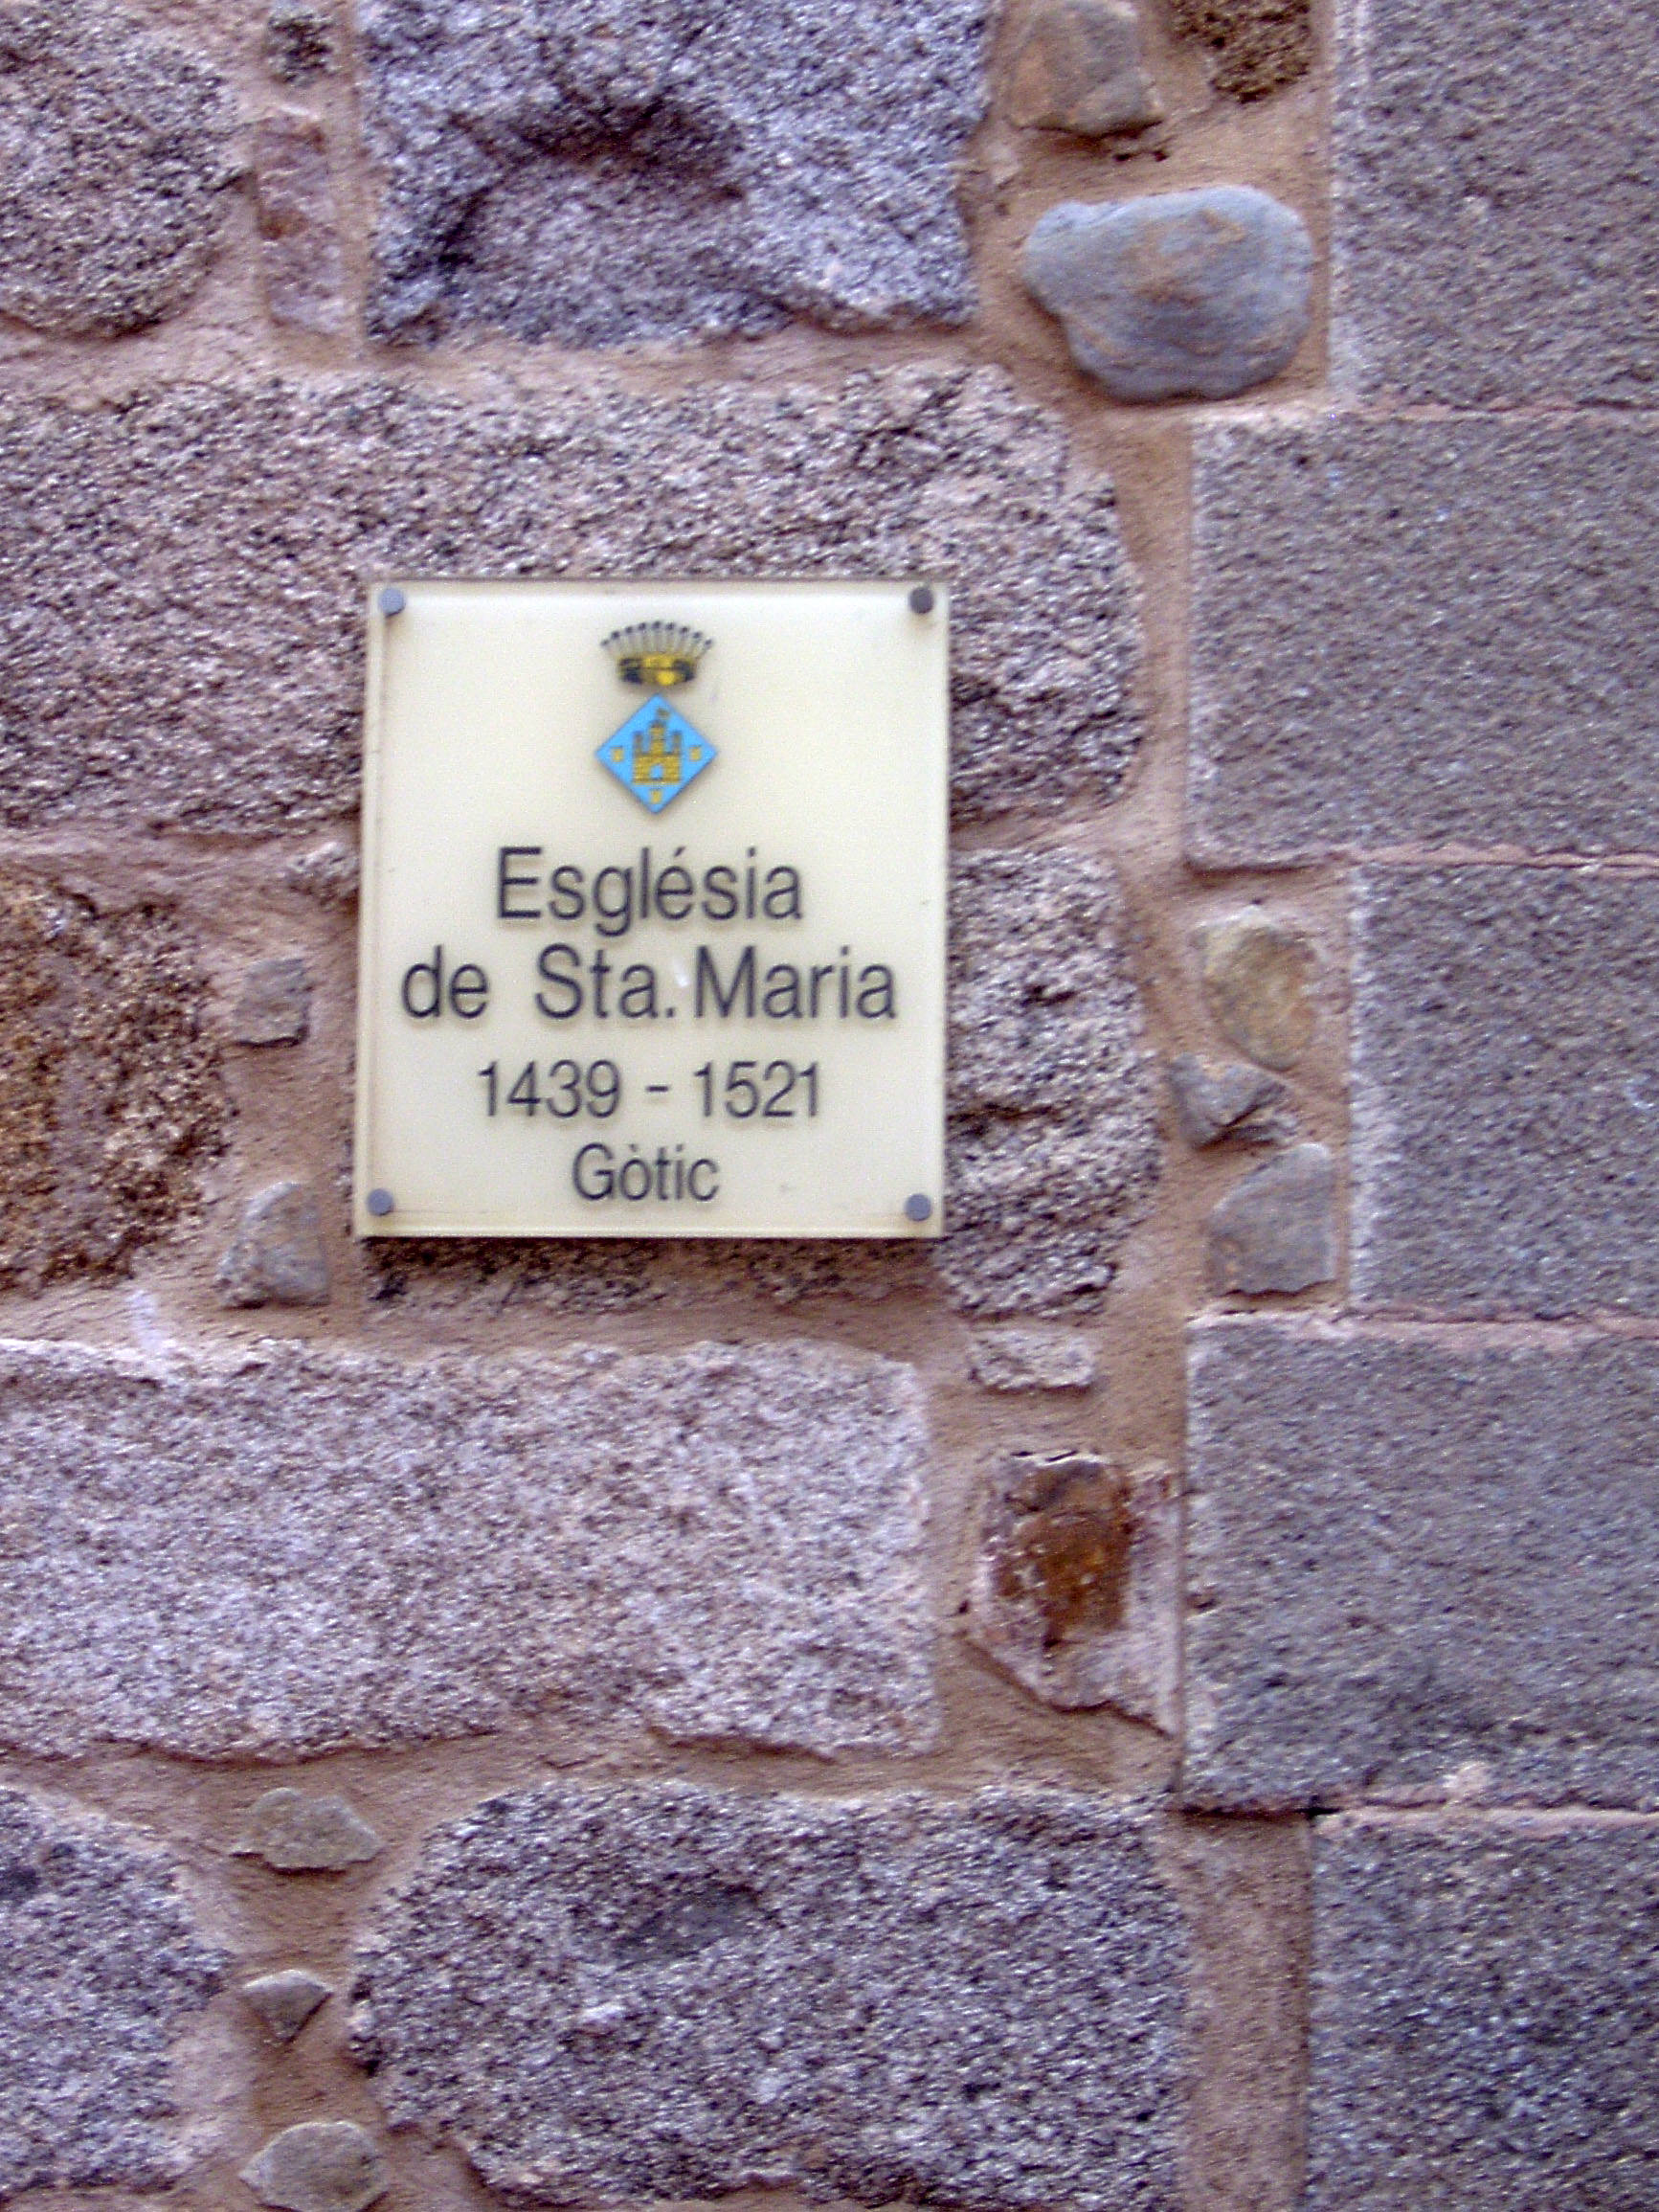 Església
de Sta. Maria
1439 - 1521
Gòtic